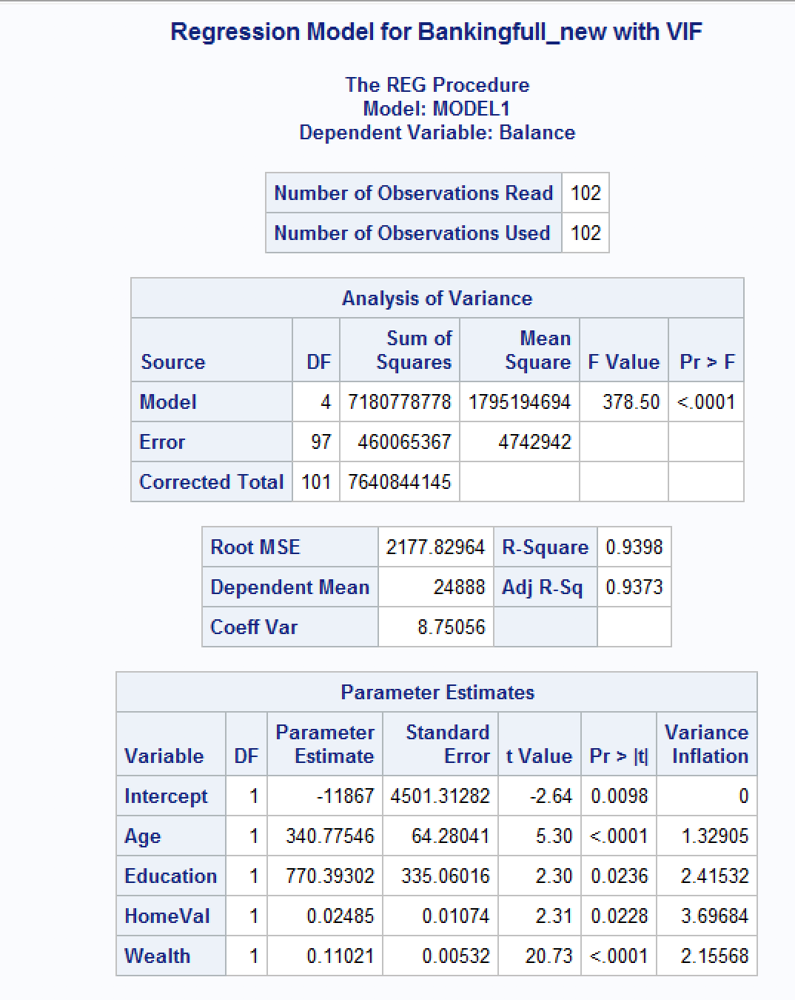 Regression Model for Bankingfull_new with VIF
The REG Procedure
Model: MODEL1
Dependent Variable: Balance
Number of Observations Read 102
Number of Observations Used 102
Analysis of Variance
Source DF Sum of Squares Mean Square F Value Pr > F
Model 4 7180778778 1795194694 378.50 <.0001
Error 97 460065367 4742942
Corrected Total 101 7640844145
Root MSE 2177.82964 R-Square 0.9398
Dependent Mean 24888 Adj R-Sq 0.9373
Coeff Var 8.75056
Parameter Estimates
Variable DF Parameter Estimate Standard Error t Value Pr > |t| Variance Inflation
Intercept 1 -11867 4501.31282 -2.64 0.0098 0
Age 1 340.77546 64.28041 5.30 <.0001 1.32905
Education 1 770.39302 335.06016 2.30 0.0236 2.41532
HomeVal 1 0.02485 0.01074 2.31 0.0228 3.69684
Wealth 1 0.11021 0.00532 20.73 <.0001 2.15568